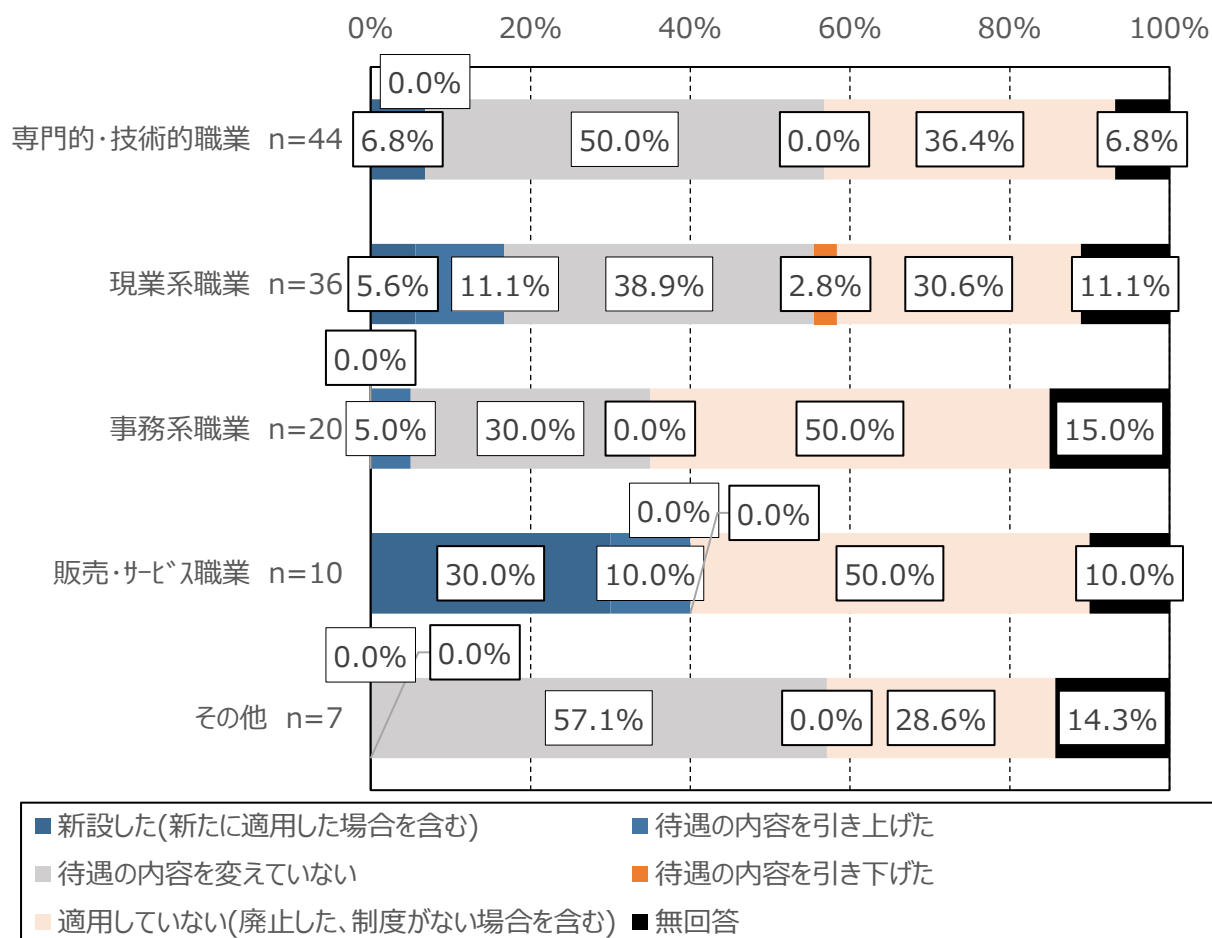 0% 20% 40% 60% 80% 100%
0.0%
専門的・技術的職業 n=44 6.8% 50.0% 0.0% 36.4% 6.8%
現業系職業 n=36 5.6% 11.1% 38.9% 2.8% 30.6% 11.1%
0.0%
事務系職業 n=20 5.0% 30.0% 0.0% 50.0% 15.0%
0.0% 0.0%
販売・ｻｰﾋﾞｽ職業 n=10 30.0% 10.0% 50.0% 10.0%
0.0% 0.0%
その他 n=7 57.1% 0.0% 28.6% 14.3%
新設した(新たに適用した場合を含む) 待遇の内容を引き上げた
待遇の内容を変えていない 待遇の内容を引き下げた
適用していない(廃止した、制度がない場合を含む) 無回答